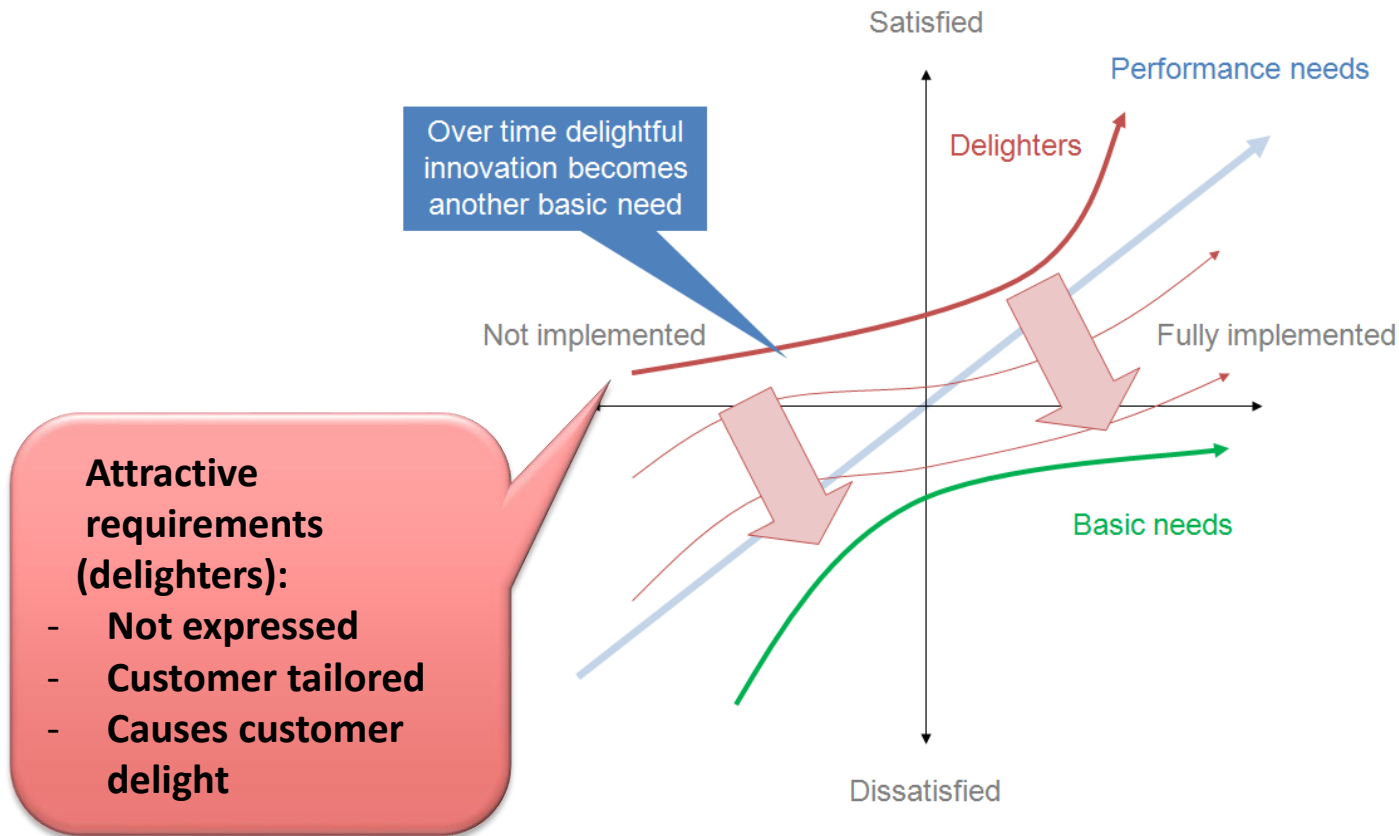 Satisfied
Performance needs
Over time delightful
innovation becomes
another basic need
Delighters
Not implemented
Fully implemented
Attractive
requirements
(delighters):
- Not expressed
- Customer tailored
- Causes customer
delight
Basic needs
Dissatisfied